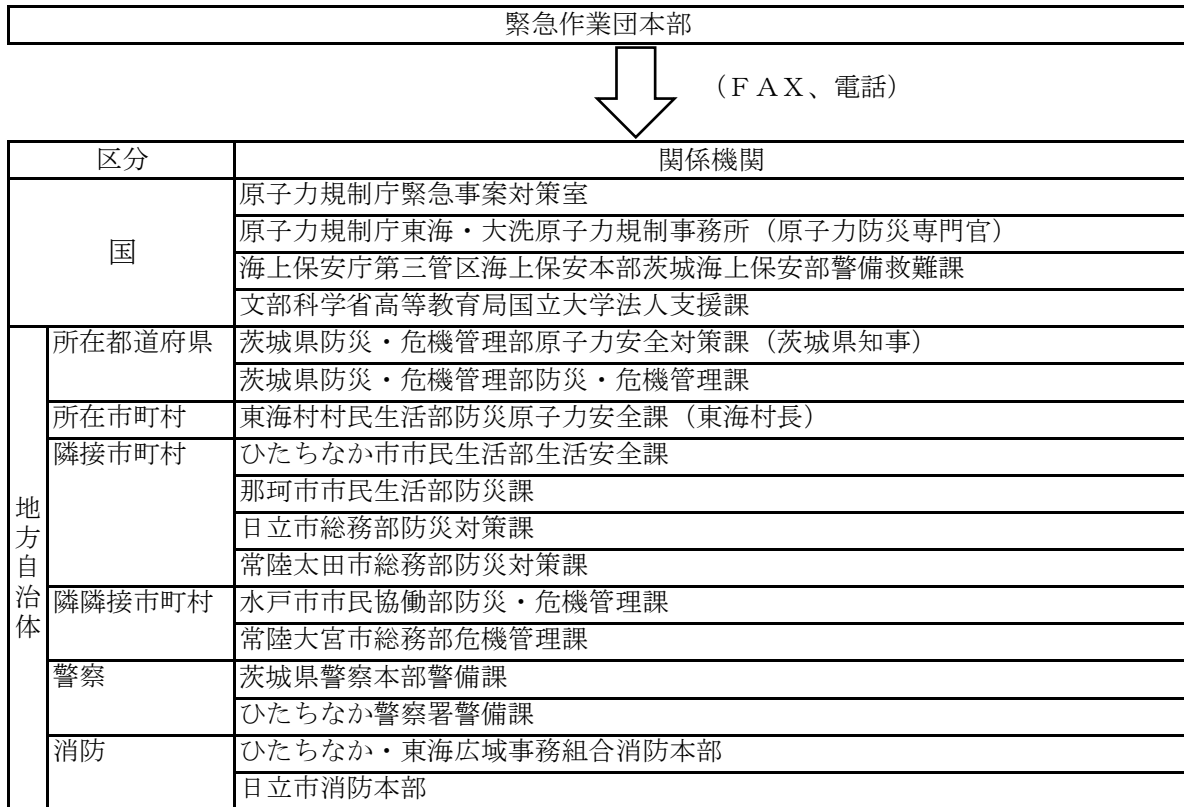 緊急作業団本部
（ＦＡＸ、電話）
区分 関係機関
国
原子力規制庁緊急事案対策室
原子力規制庁東海・大洗原子力規制事務所（原子力防災専門官）
海上保安庁第三管区海上保安本部茨城海上保安部警備救難課
文部科学省高等教育局国立大学法人支援課
地方自治体
所在都道府県 茨城県防災・危機管理部原子力安全対策課（茨城県知事）
茨城県防災・危機管理部防災・危機管理課
所在市町村 東海村村民生活部防災原子力安全課（東海村長）
隣接市町村 ひたちなか市市民生活部生活安全課
那珂市市民生活部防災課
日立市総務部防災対策課
常陸太田市総務部防災対策課
隣隣接市町村 水戸市市民協働部防災・危機管理課
常陸大宮市総務部危機管理課
警察 茨城県警察本部警備課
ひたちなか警察署警備課
消防 ひたちなか・東海広域事務組合消防本部
日立市消防本部